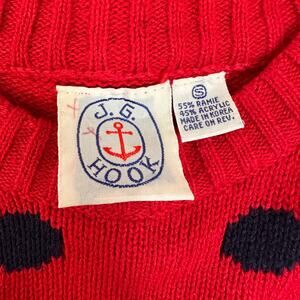 J.G.
HOOK
S
55% RAMIE
45% ACRYLIC
MADE IN KOREA
CARE ON REV.